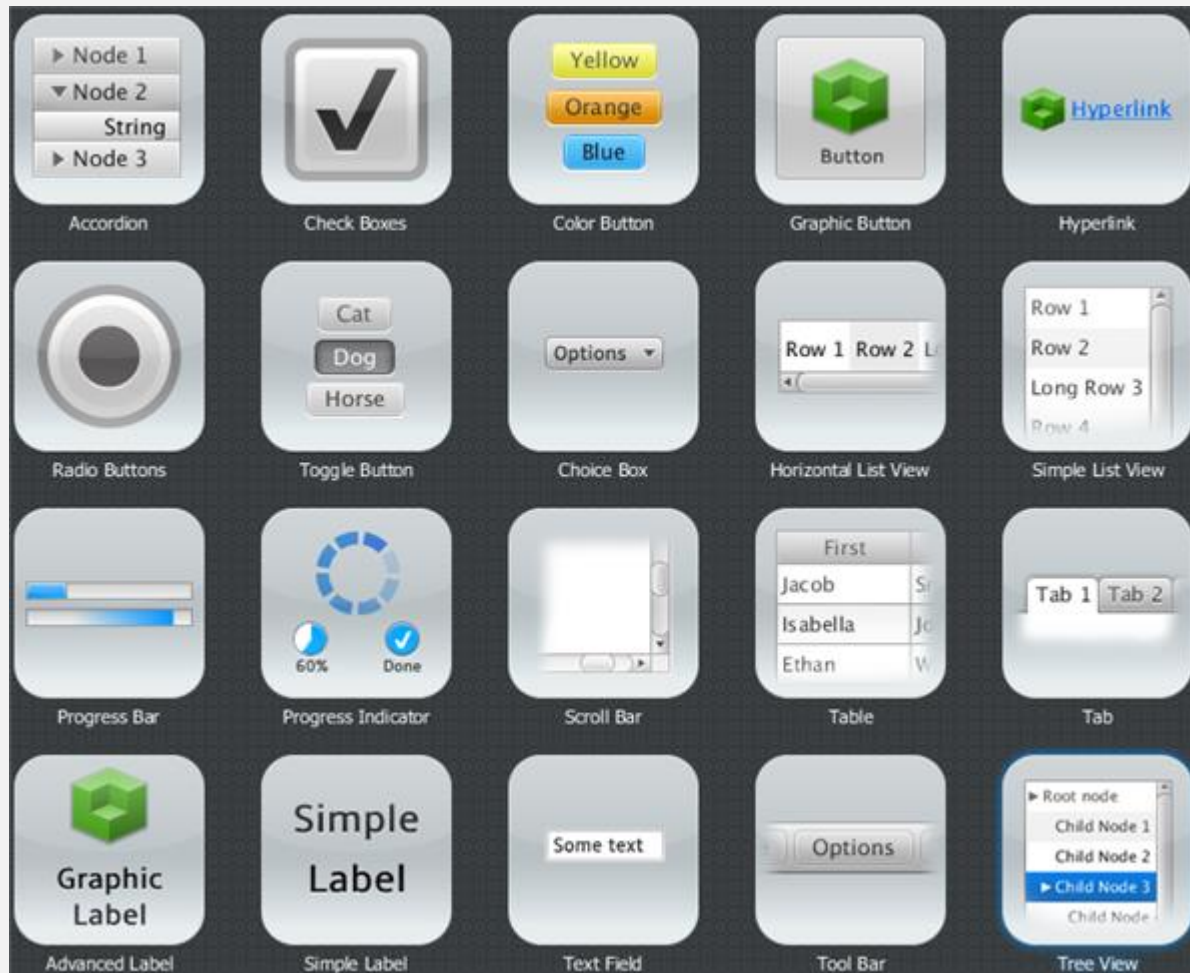 Node 1
Node 2
String
Node 3
Accordion
Check Boxes
Yellow
Orange
Blue
Color Button
Button
Graphic Button
Hyperlink
Hyperlink
Radio Buttons
Cat
Dog
Horse
Toggle Button
Options
Choice Box
Row 1 Row 2
Horizontal List View
Row 1
Row 2
Long Row 3
Row 4
Simple List View
Progress Bar
60% Done
Progress Indicator
Scroll Bar
First
Jacob
Isabella
Ethan
Table
Tab 1 Tab 2
Tab
Graphic
Label
Advanced Label
Simple
Label
Simple Label
Some text
Text Field
Options
Tool Bar
Root node
Child Node 1
Child Node 2
Child Node 3
Child Node
Tree View